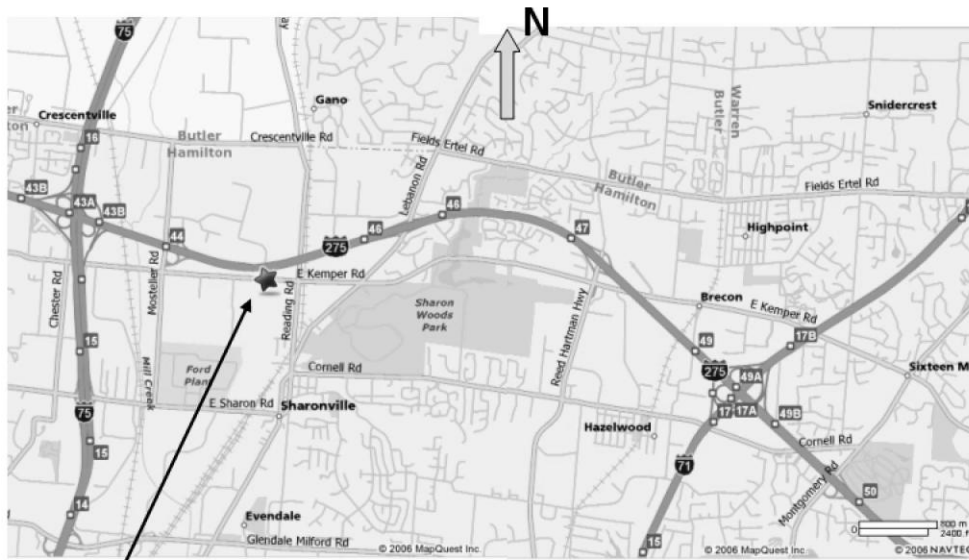 N
75
Gano
Snidercrest
Crescentville
Butler
Hamilton
Crescentville Rd
16
Fields Ertel Rd
Warren
Butler
Butler
Hamilton
Fields Ertel Rd
43B
43A
43B
44
Lebanon Rd
46
46
47
Highpoint
275
E Kemper Rd
Chester Rd
Mosteller Rd
Reading Rd
Sharon
Woods
Park
Reed Hartman Hwy
Brecon
E Kemper Rd
17B
15
Mill Creek
Ford
Plant
Cornell Rd
49
275
49A
Sixteen M
75
E Sharon Rd
Sharonville
17
17A
49B
Hazelwood
Cornell Rd
15
71
Montgomery Rd
14
50
Evendale
Glendale Milford Rd
15
0
800 m
2400 f
© 2006 MapQuest Inc
© 2006 MapQuest Inc
© 2006 NAVTE